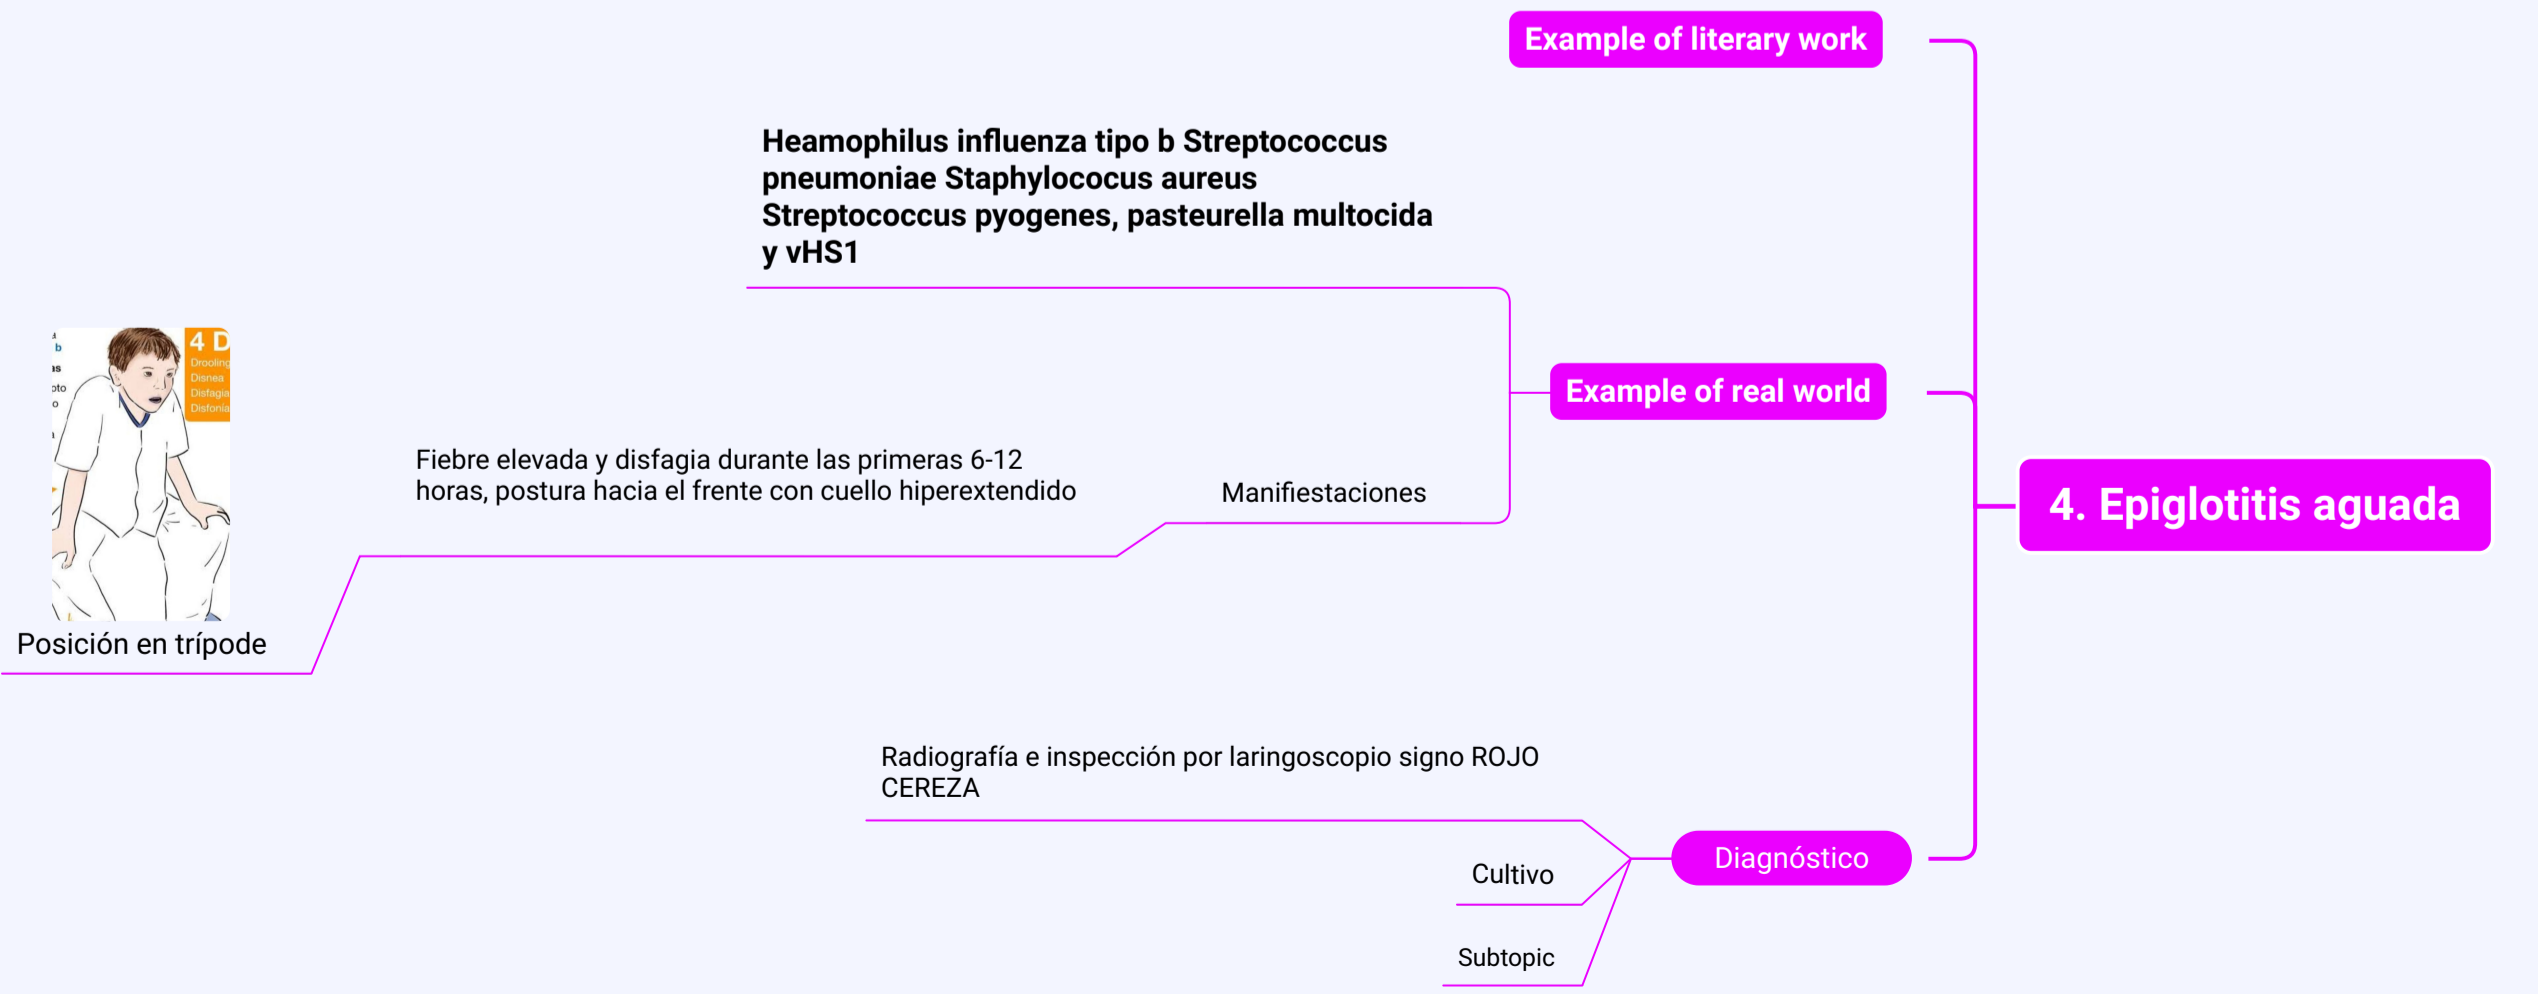 Example of literary work
Heamophilus influenza tipo b Streptococcus
pneumoniae Staphylococus aureus
Streptococcus pyogenes, pasteurella multocida
y vHS1
Example of real world
Manifiestaciones
Fiebre elevada y disfagia durante las primeras 6-12
horas, postura hacia el frente con cuello hiperextendido
b
4 D
Drooling
Disnea
Disfagia
Disfonía
Posición en trípode
4. Epiglotitis aguada
Radiografía e inspección por laringoscopio signo ROJO
CEREZA
Diagnóstico
Cultivo
Subtopic